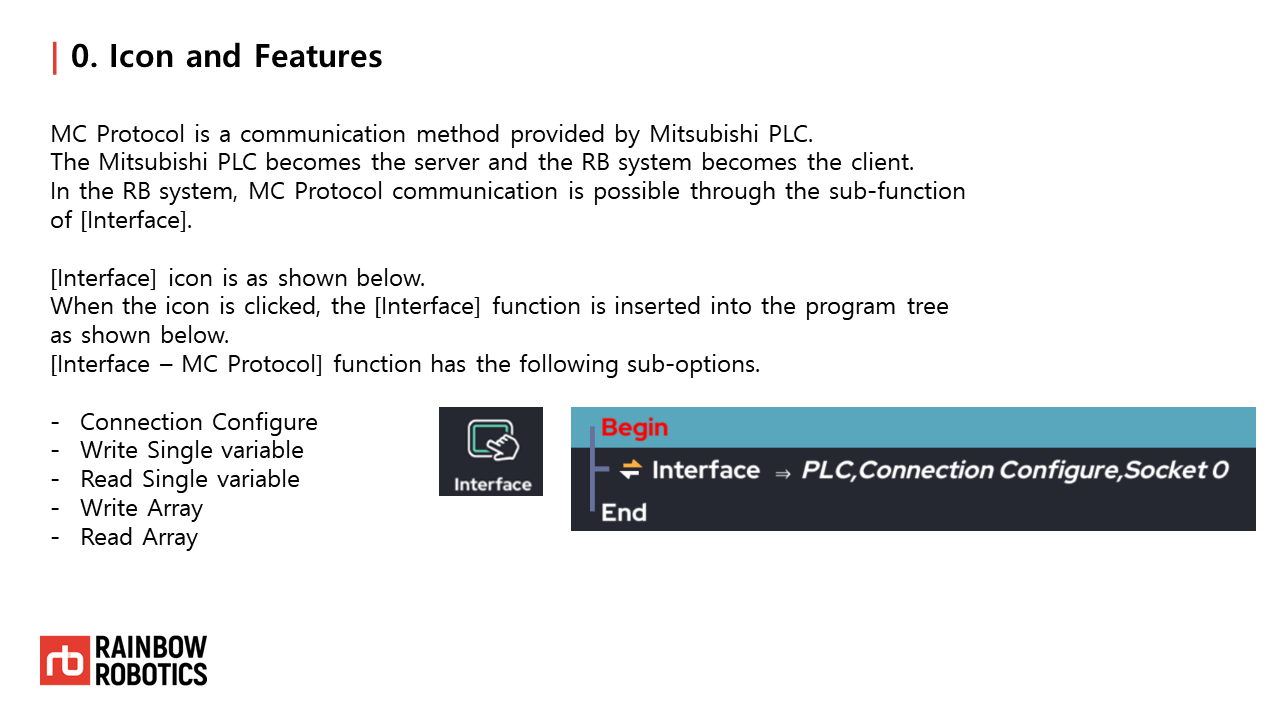 0. Icon and Features
MC Protocol is a communication method provided by Mitsubishi PLC.
The Mitsubishi PLC becomes the server and the RB system becomes the client.
In the RB system, MC Protocol communication is possible through the sub-function
of [Interface].
[Interface] icon is as shown below.
When the icon is clicked, the [Interface] function is inserted into the program tree
as shown below.
[Interface – MC Protocol] function has the following sub-options.
- Connection Configure
- Write Single variable
- Read Single variable
- Write Array
- Read Array
Interface
Begin
Interface ⇒ PLC,Connection Configure,Socket 0
End
rb
RAINBOW
ROBOTICS